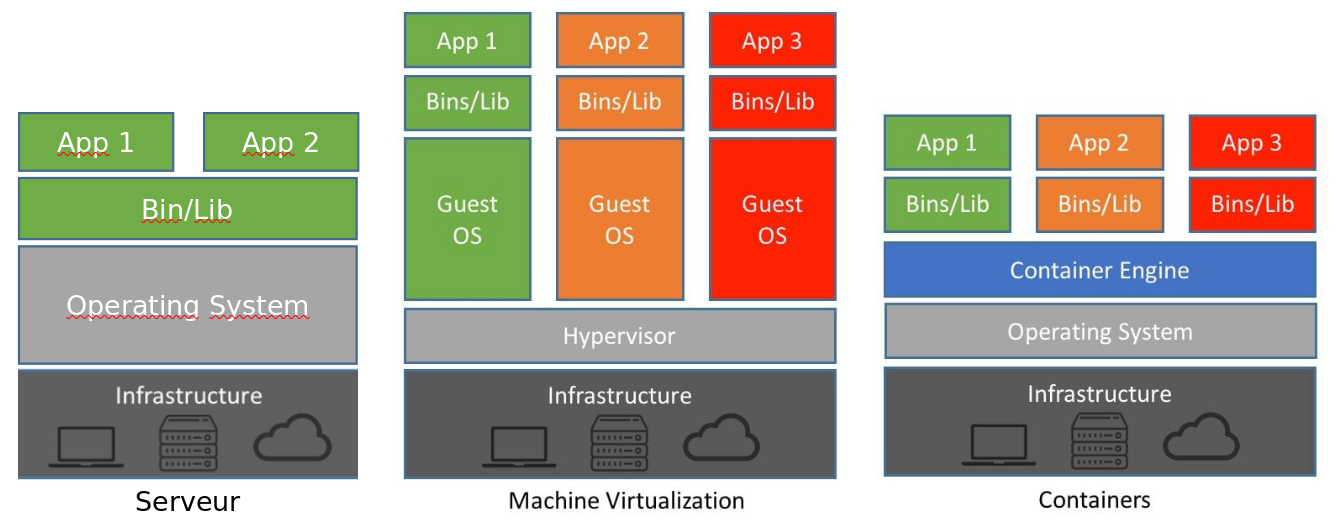 App 1
App 2
Bin/Lib
Operating System
Infrastructure
Serveur
App 1
App 2
App 3
Bins/Lib
Bins/Lib
Bins/Lib
Guest
OS
Guest
OS
Guest
OS
Hypervisor
Infrastructure
Machine Virtualization
App 1
App 2
App 3
Bins/Lib
Bins/Lib
Bins/Lib
Container Engine
Operating System
Infrastructure
Containers